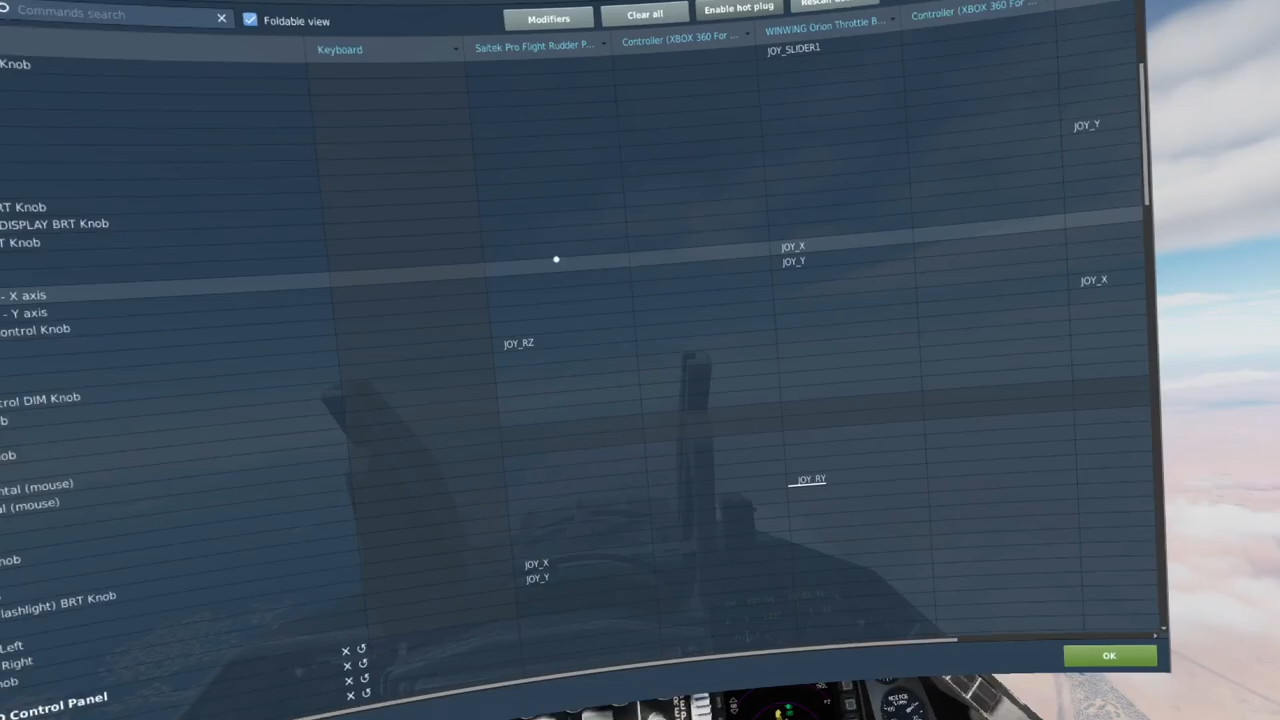 Commands search
Foldable view
Modifiers
Clear all
Enable hot plug
Keyboard
Saitek Pro Flight Rudder P...
Controller (XBOX 360 For ...
WINWING Orion Throttle B...
Controller (XBOX 360 For ...
Knob
JOY_SLIDER1
JOY_Y
RT Knob
DISPLAY BRT Knob
T Knob
JOY_X
JOY_Y
- X axis
JOY_X
- Y axis
ontrol Knob
JOY_RZ
trol DIM Knob
b
ob
ntal (mouse)
al (mouse)
JOY_RY
nob
JOY_X
JOY_Y
lashlight) BRT Knob
Left
Right
nob
Control Panel
OK